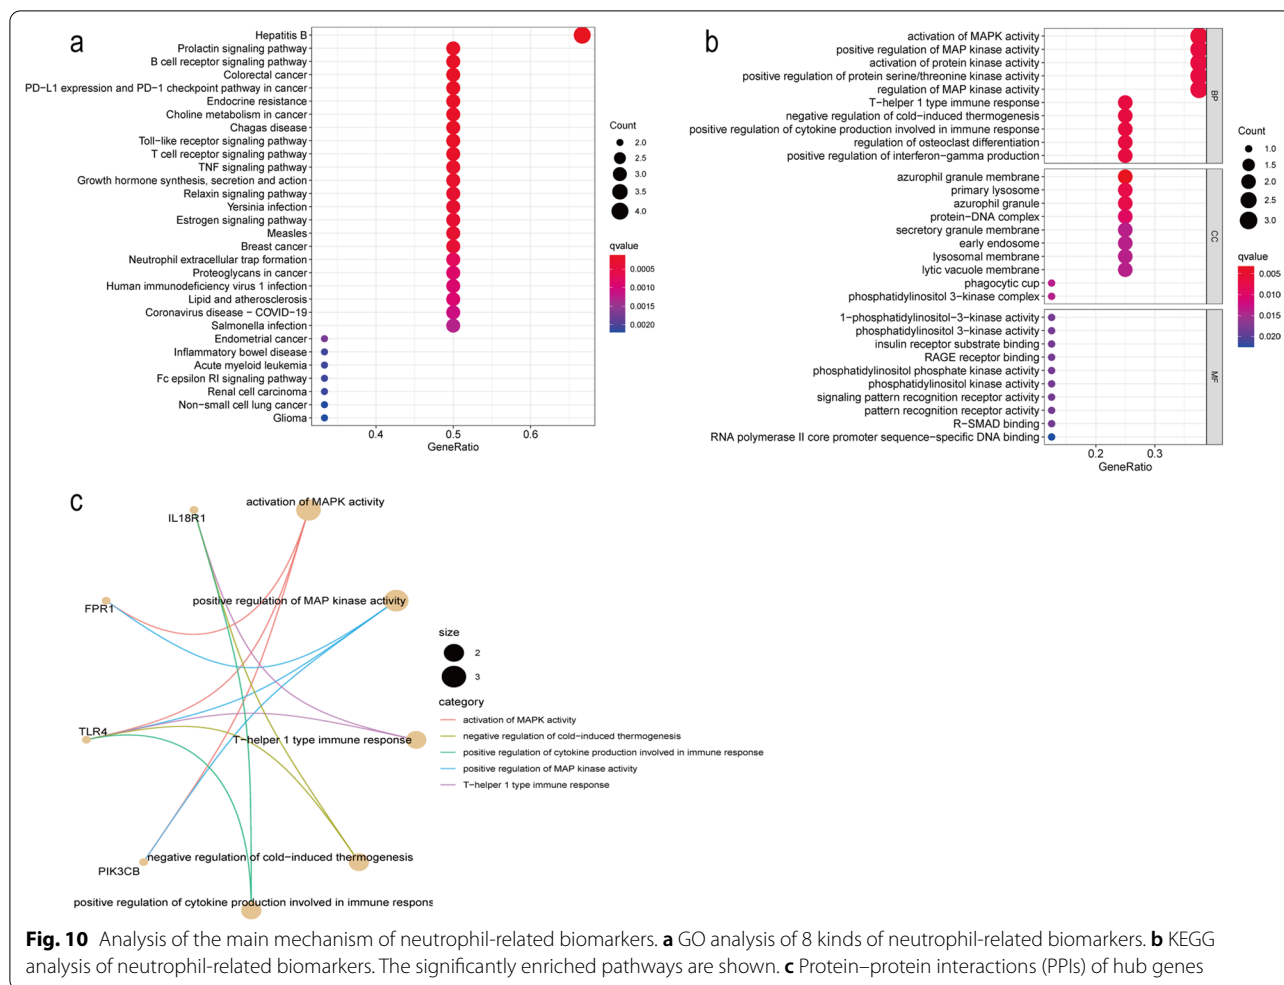 a
Hepatitis B
Prolactin signaling pathway
B cell receptor signaling pathway
Colorectal cancer
PD−L1 expression and PD−1 checkpoint pathway in cancer
Endocrine resistance
Choline metabolism in cancer
Chagas disease
Toll−like receptor signaling pathway
T cell receptor signaling pathway
TNF signaling pathway
Growth hormone synthesis, secretion and action
Relaxin signaling pathway
Yersinia infection
Estrogen signaling pathway
Measles
Breast cancer
Neutrophil extracellular trap formation
Proteoglycans in cancer
Human immunodeficiency virus 1 infection
Lipid and atherosclerosis
Coronavirus disease − COVID−19
Salmonella infection
Endometrial cancer
Inflammatory bowel disease
Acute myeloid leukemia
Fc epsilon RI signaling pathway
Renal cell carcinoma
Non−small cell lung cancer
Glioma
0.4 0.5 0.6
GeneRatio
Count
2.0
2.5
3.0
3.5
4.0
qvalue
0.0005
0.0010
0.0015
0.0020
b
activation of MAPK activity
positive regulation of MAP kinase activity
activation of protein kinase activity
positive regulation of protein serine/threonine kinase activity
regulation of MAP kinase activity
T−helper 1 type immune response
negative regulation of cold−induced thermogenesis
positive regulation of cytokine production involved in immune response
regulation of osteoclast differentiation
positive regulation of interferon−gamma production
BP
azurophil granule membrane
primary lysosome
azurophil granule
protein−DNA complex
secretory granule membrane
early endosome
lysosomal membrane
lytic vacuole membrane
phagocytic cup
phosphatidylinositol 3−kinase complex
CC
1−phosphatidylinositol−3−kinase activity
phosphatidylinositol 3−kinase activity
insulin receptor substrate binding
RAGE receptor binding
phosphatidylinositol phosphate kinase activity
phosphatidylinositol kinase activity
signaling pattern recognition receptor activity
pattern recognition receptor activity
R−SMAD binding
RNA polymerase II core promoter sequence−specific DNA binding
MF
0.2 0.3
GeneRatio
Count
1.0
1.5
2.0
2.5
3.0
qvalue
0.005
0.010
0.015
0.020
c
activation of MAPK activity
IL18R1
positive regulation of MAP kinase activity
FPR1
TLR4
T−helper 1 type immune response
negative regulation of cold−induced thermogenesis
PIK3CB
positive regulation of cytokine production involved in immune respons
size
2
3
category
activation of MAPK activity
negative regulation of cold−induced thermogenesis
positive regulation of cytokine production involved in immune response
positive regulation of MAP kinase activity
T−helper 1 type immune response
Fig. 10 Analysis of the main mechanism of neutrophil-related biomarkers. a GO analysis of 8 kinds of neutrophil-related biomarkers. b KEGG
analysis of neutrophil-related biomarkers. The significantly enriched pathways are shown. c Protein–protein interactions (PPIs) of hub genes